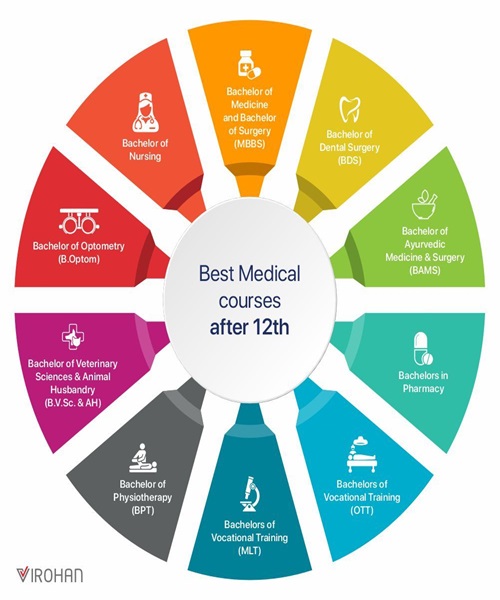 Best Medical
courses
after 12th
Bachelor of
Medicine
and Bachelor
of Surgery
(MBBS)
Bachelor of
Dental Surgery
(BDS)
Bachelor of
Ayurvedic
Medicine & Surgery
(BAMS)
Bachelors in
Pharmacy
Bachelors of
Vocational Training
(OTT)
Bachelors of
Vocational Training
(MLT)
Bachelor of
Physiotherapy
(BPT)
Bachelor of Veterinary
Sciences & Animal
Husbandry
(B.V.Sc. & AH)
Bachelor of Optometry
(B.Optom)
Bachelor of
Nursing
VIROHAN